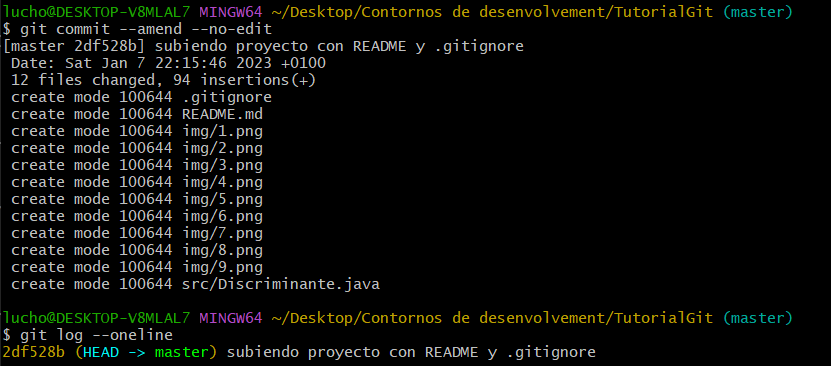 lucho@DESKTOP-V8MLAL7 MINGW64 ~/Desktop/Contornos de desenvolvement/TutorialGit (master)
$ git commit --amend --no-edit
[master 2df528b] subiendo proyecto con README y .gitignore
 Date: Sat Jan 7 22:15:46 2023 +0100
 12 files changed, 94 insertions(+)
 create mode 100644 .gitignore
 create mode 100644 README.md
 create mode 100644 img/1.png
 create mode 100644 img/2.png
 create mode 100644 img/3.png
 create mode 100644 img/4.png
 create mode 100644 img/5.png
 create mode 100644 img/6.png
 create mode 100644 img/7.png
 create mode 100644 img/8.png
 create mode 100644 img/9.png
 create mode 100644 src/Discriminante.java
lucho@DESKTOP-V8MLAL7 MINGW64 ~/Desktop/Contornos de desenvolvement/TutorialGit (master)
$ git log --oneline
2df528b (HEAD -> master) subiendo proyecto con README y .gitignore